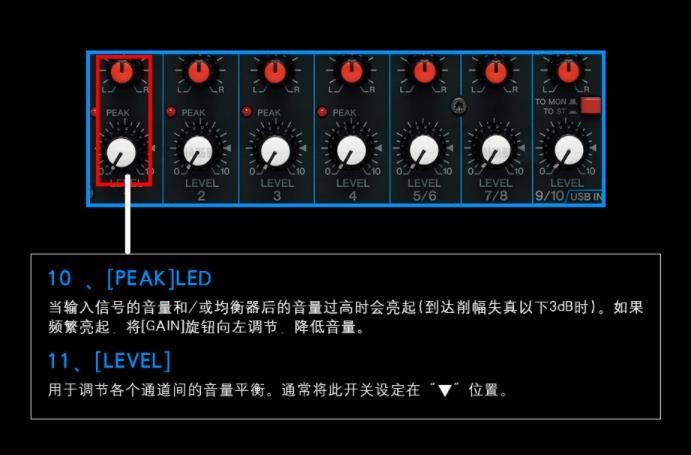 L R L R L R L R L R L R L R
PEAK PEAK PEAK PEAK TO MON
TO ST
0 10 0 10 0 10 0 10 0 10 0 10 0 10
LEVEL LEVEL LEVEL LEVEL LEVEL LEVEL LEVEL
2 3 4 5/6 7/8 9/10 USB IN
10 、[PEAK]LED
当输入信号的音量和/或均衡器后的音量过高时会亮起(到达削幅失真以下3dB时)。如果
频繁亮起﹐将[GAIN]旋钮向左调节﹐降低音量。
11、[LEVEL]
用于调节各个通道间的音量平衡。通常将此开关设定在“▼”位置。